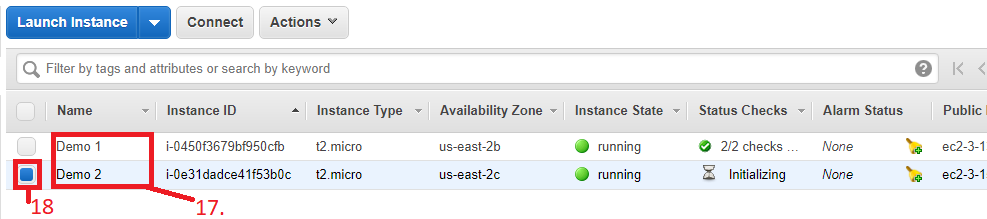 Launch Instance Connect Actions
Filter by tags and attributes or search by keyword ?
Name Instance ID Instance Type Availability Zone Instance State Status Checks Alarm Status Public
Demo 1 i-0450f3679bf950cfb t2.micro us-east-2b running 2/2 checks ... None ec2-3-1
Demo 2 i-0e31dadce41f53b0c t2.micro us-east-2c running Initializing None ec2-3-1
18 17.